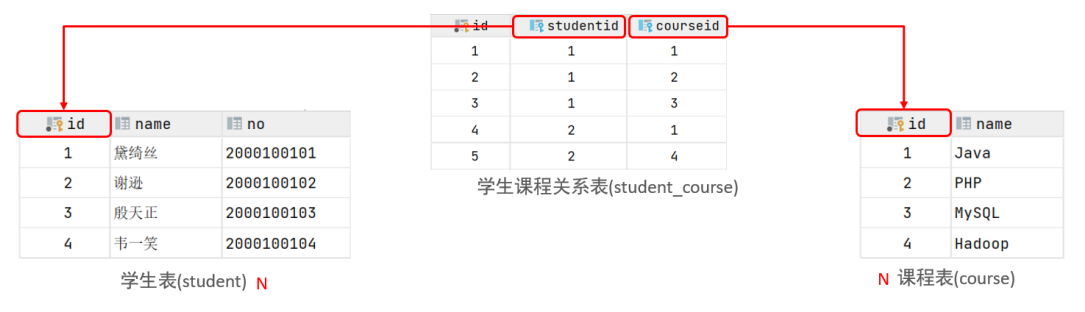 id studentid courseid
1 1 1
2 1 2
3 1 3
4 2 1
5 2 4
学生课程关系表(student_course)
id name no
1 黛绮丝 2000100101
2 谢逊 2000100102
3 殷天正 2000100103
4 韦一笑 2000100104
学生表(student) N
id name
1 Java
2 PHP
3 MySQL
4 Hadoop
N 课程表(course)